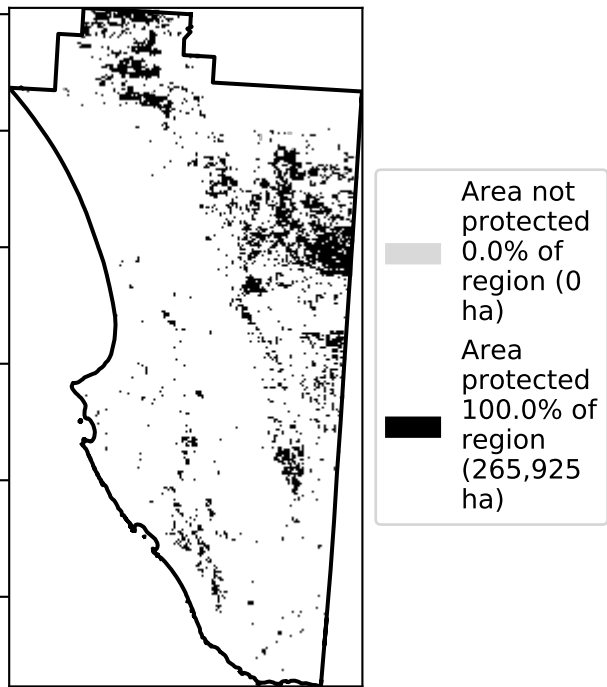 Area not
protected
0.0% of
region (0
ha)
Area
protected
100.0% of
region
(265,925
ha)